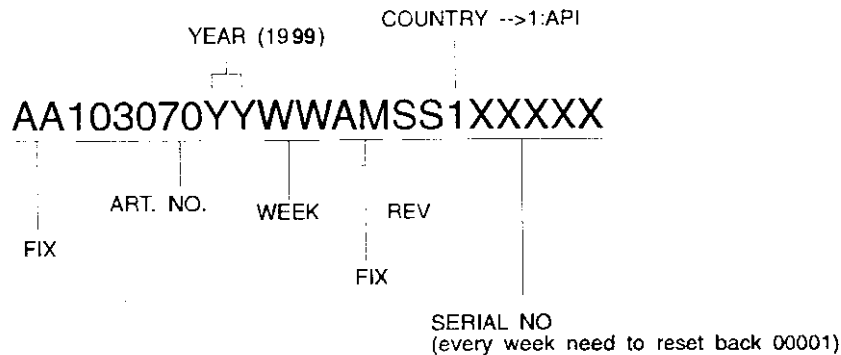 COUNTRY -->1:API
YEAR (1999)
AA103070YYWWAMSS1XXXXX
ART. NO.
WEEK
REV
FIX
FIX
SERIAL NO
(every week need to reset back 00001)